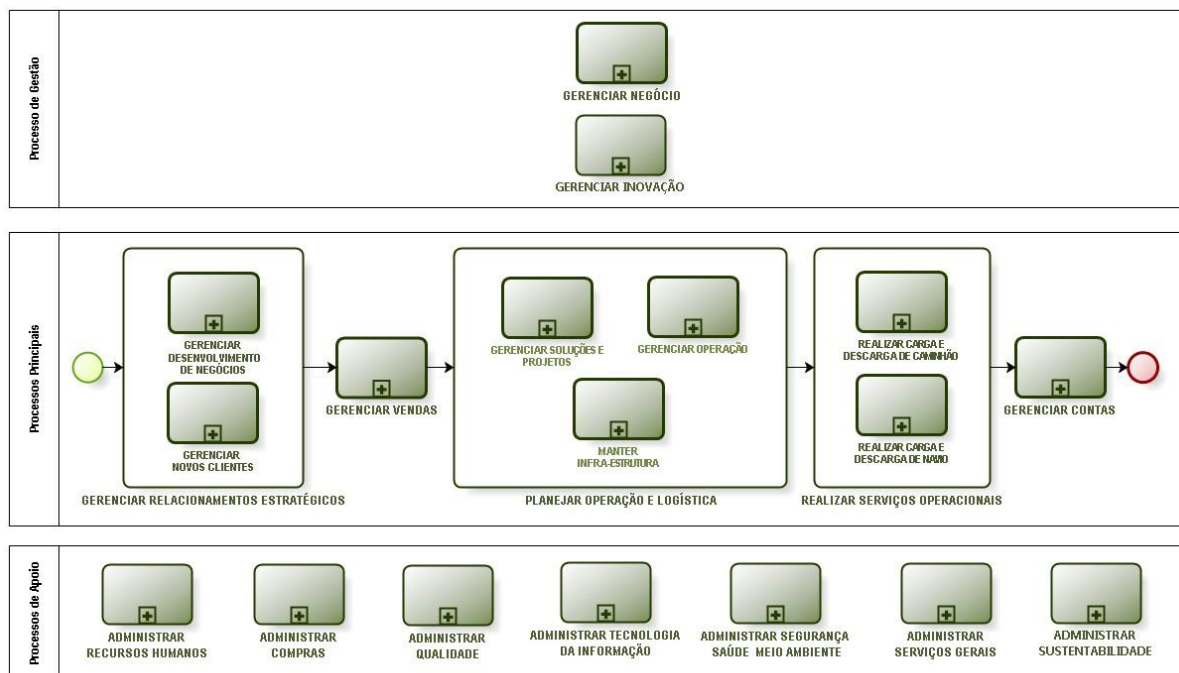 Processo de Gestão
GERENCIAR NEGÓCIO
GERENCIAR INOVAÇÃO
Processos Principais
GERENCIAR
DESENVOLVIMENTO
DE NEGÓCIOS
GERENCIAR
NOVOS CLIENTES
GERENCIAR RELACIONAMENTOS ESTRATÉGICOS
GERENCIAR VENDAS
GERENCIAR SOLUÇÕES E
PROJETOS
GERENCIAR OPERAÇÃO
MANTER
INFRA-ESTRUTURA
PLANEJAR OPERAÇÃO E LOGÍSTICA
REALIZAR CARGA E
DESCARGA DE CAMINHÃO
REALIZAR CARGA E
DESCARGA DE NAVIO
REALIZAR SERVIÇOS OPERACIONAIS
GERENCIAR CONTAS
Processos de Apoio
ADMINISTRAR
RECURSOS HUMANOS
ADMINISTRAR
COMPRAS
ADMINISTRAR
QUALIDADE
ADMINISTRAR TECNOLOGIA
DA INFORMAÇÃO
ADMINISTRAR SEGURANÇA
SAÚDE MEIO AMBIENTE
ADMINISTRAR
SERVIÇOS GERAIS
ADMINISTRAR
SUSTENTABILIDADE